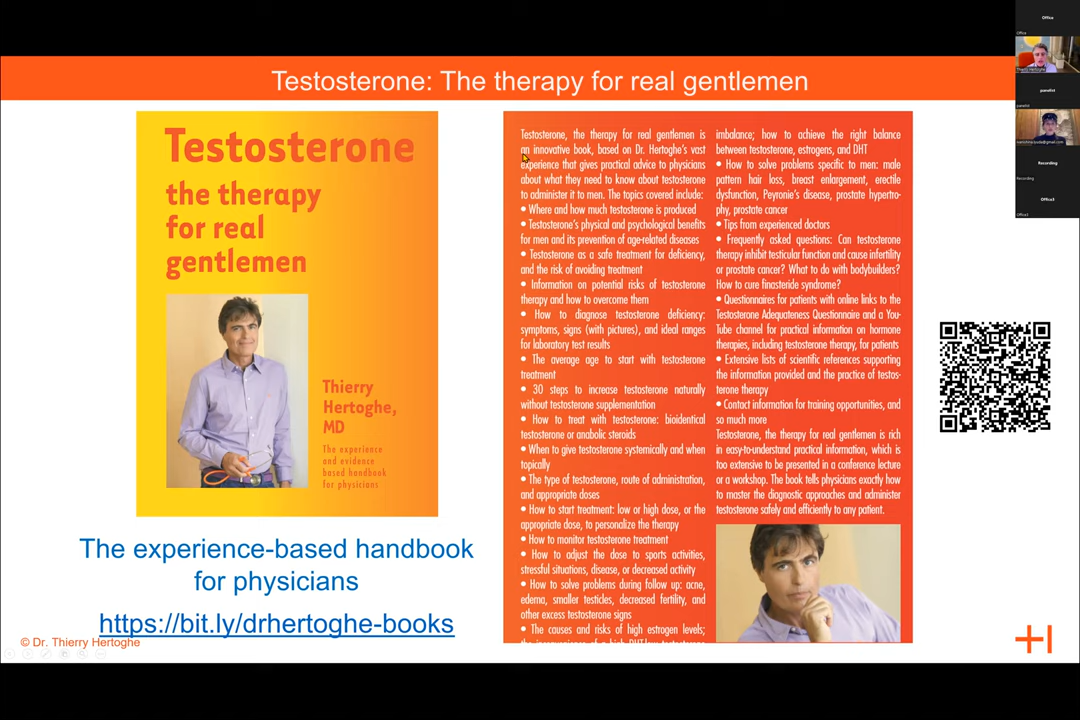 Testosterone: The therapy for real gentlemen
Testosterone
the therapy
for real
gentlemen
Thierry
Hertoghe,
MD
The experience
and evidence
based handbook
for physicians
The experience-based handbook
for physicians
https://bit.ly/drhertoghe-books
© Dr. Thierry Hertoghe
Testosterone, the therapy for real gentlemen is
an innovative book, based on Dr. Hertoghe's vast
experience that gives practical advice to physicians
about what they need to know about testosterone
to administer it to men. The topics covered include:
• Where and how much testosterone is produced
• Testosterone's physical and psychological benefits
for men and its prevention of age-related diseases
• Testosterone as a safe treatment for deficiency,
and the risk of avoiding treatment
• Information on potential risks of testosterone
therapy and how to overcome them
• How to diagnose testosterone deficiency:
symptoms, signs (with pictures), and ideal ranges
for laboratory test results
• The average age to start with testosterone
treatment
• 30 steps to increase testosterone naturally
without testosterone supplementation
• How to treat with testosterone: bioidentical
testosterone or anabolic steroids
• When to give testosterone systemically and when
topically
• The type of testosterone, route of administration,
and appropriate doses
• How to start treatment: low or high dose, or the
appropriate dose, to personalize the therapy
• How to monitor testosterone treatment
• How to adjust the dose to sports activities,
stressful situations, disease, or decreased activity
• How to solve problems during follow up: acne,
edema, smaller testicles, decreased fertility, and
other excess testosterone signs
• The causes and risks of high estrogen levels;
imbalance; how to achieve the right balance
between testosterone, estrogens, and DHT
• How to solve problems specific to men: male
pattern hair loss, breast enlargement, erectile
dysfunction, Peyronie's disease, prostate hypertro-
phy, prostate cancer
• Tips from experienced doctors
• Frequently asked questions: Can testosterone
therapy inhibit testicular function and cause infertility
or prostate cancer? What to do with bodybuilders?
How to cure finasteride syndrome?
• Questionnaires for patients with online links to the
Testosterone Adequateness Questionnaire and a You-
Tube channel for practical information on hormone
therapies, including testosterone therapy, for patients
• Extensive lists of scientific references supporting
the information provided and the practice of testos-
terone therapy
• Contact information for training opportunities, and
so much more
Testosterone, the therapy for real gentlemen is rich
in easy-to-understand practical information, which is
too extensive to be presented in a conference lecture
or a workshop. The book tells physicians exactly how
to master the diagnostic approaches and administer
testosterone safely and efficiently to any patient.
Office
Office
Thierry Hertoghe
panelist
panelist
Recording
Recording
Office3
Office3